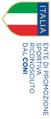 ITALIA
ENTE DI PROMOZIONE
SPORTIVA
RICONOSCIUTO
DAL CONI